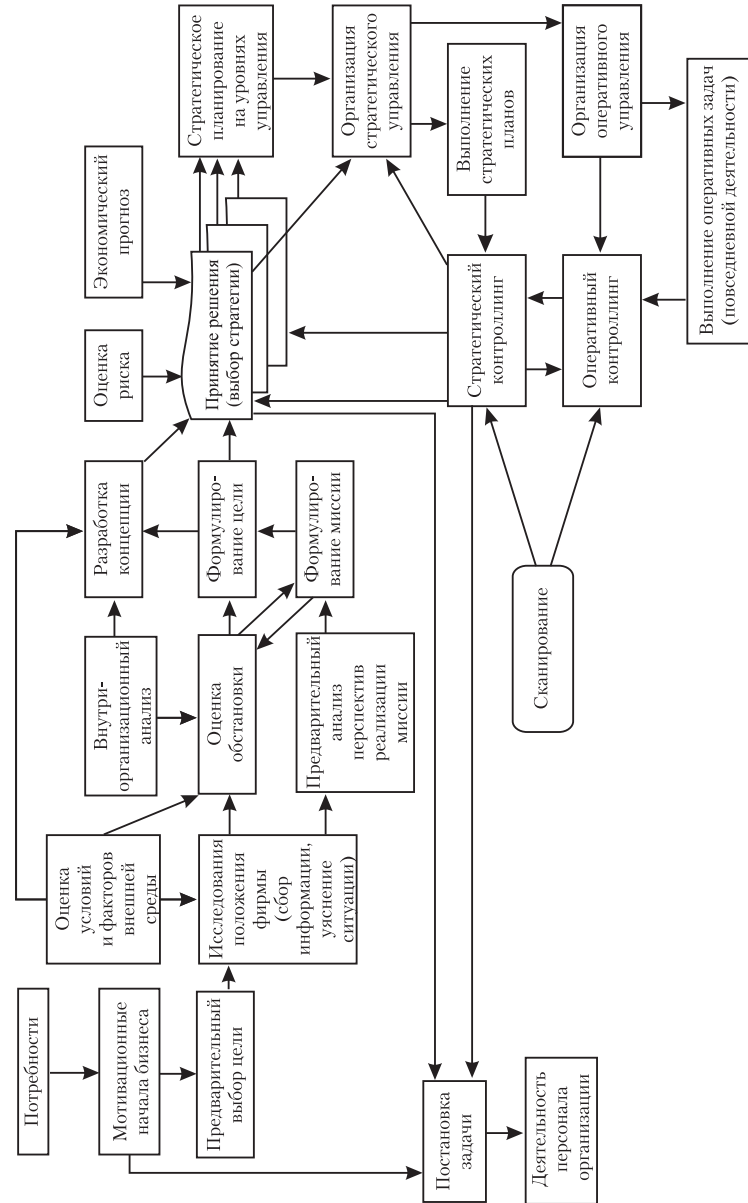 Потребности
Мотивационные
начала бизнеса
Предварительный
выбор цели
Оценка
условий
и факторов
внешней
среды
Исследования
положения
фирмы
(сбор
информации,
уяснение
ситуации)
Внутри-
организационный
анализ
Оценка
обстановки
Предварительный
анализ
перспектив
реализации
миссии
Разработка
концепции
Формулиро-
вание цели
Формулиро-
вание миссии
Оценка
риска
Экономический
прогноз
Принятие решения
(выбор стратегии)
Стратегическое
планирование
на уровнях
управления
Организация
стратегического
управления
Выполнение
стратегических
планов
Организация
оперативного
управления
Выполнение оперативных задач
(повседневной деятельности)
Стратегический
контроллинг
Оперативный
контроллинг
Сканирование
Постановка
задачи
Деятельность
персонала
организации